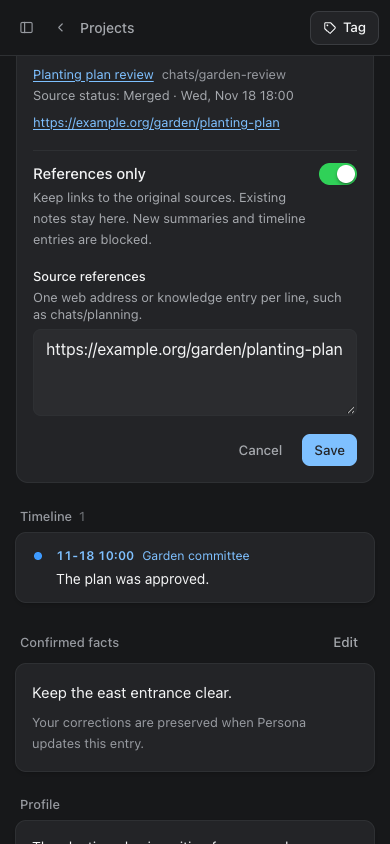 Projects
Tag
Planting plan review chats/garden-review
Source status: Merged · Wed, Nov 18 18:00
https://example.org/garden/planting-plan
References only
Keep links to the original sources. Existing
notes stay here. New summaries and timeline
entries are blocked.
Source references
One web address or knowledge entry per line, such
as chats/planning.
https://example.org/garden/planting-plan
Cancel
Save
Timeline 1
11-18 10:00 Garden committee
The plan was approved.
Confirmed facts
Edit
Keep the east entrance clear.
Your corrections are preserved when Persona
updates this entry.
Profile